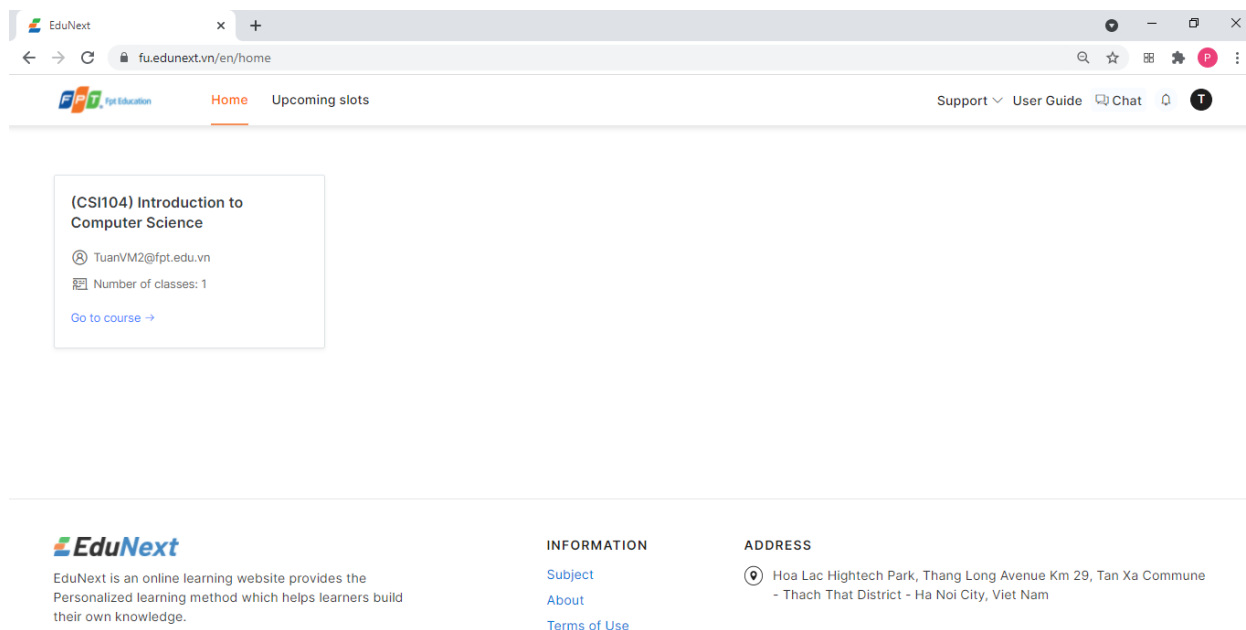 EduNext
fu.edunext.vn/en/home
P
FPT Fpt Education
Home
Upcoming slots
Support
User Guide
Chat
T
(CSI104) Introduction to
Computer Science
TuanVM2@fpt.edu.vn
Number of classes: 1
Go to course →
EduNext
EduNext is an online learning website provides the
Personalized learning method which helps learners build
their own knowledge.
INFORMATION
Subject
About
Terms of Use
ADDRESS
Hoa Lac Hightech Park, Thang Long Avenue Km 29, Tan Xa Commune
- Thach That District - Ha Noi City, Viet Nam